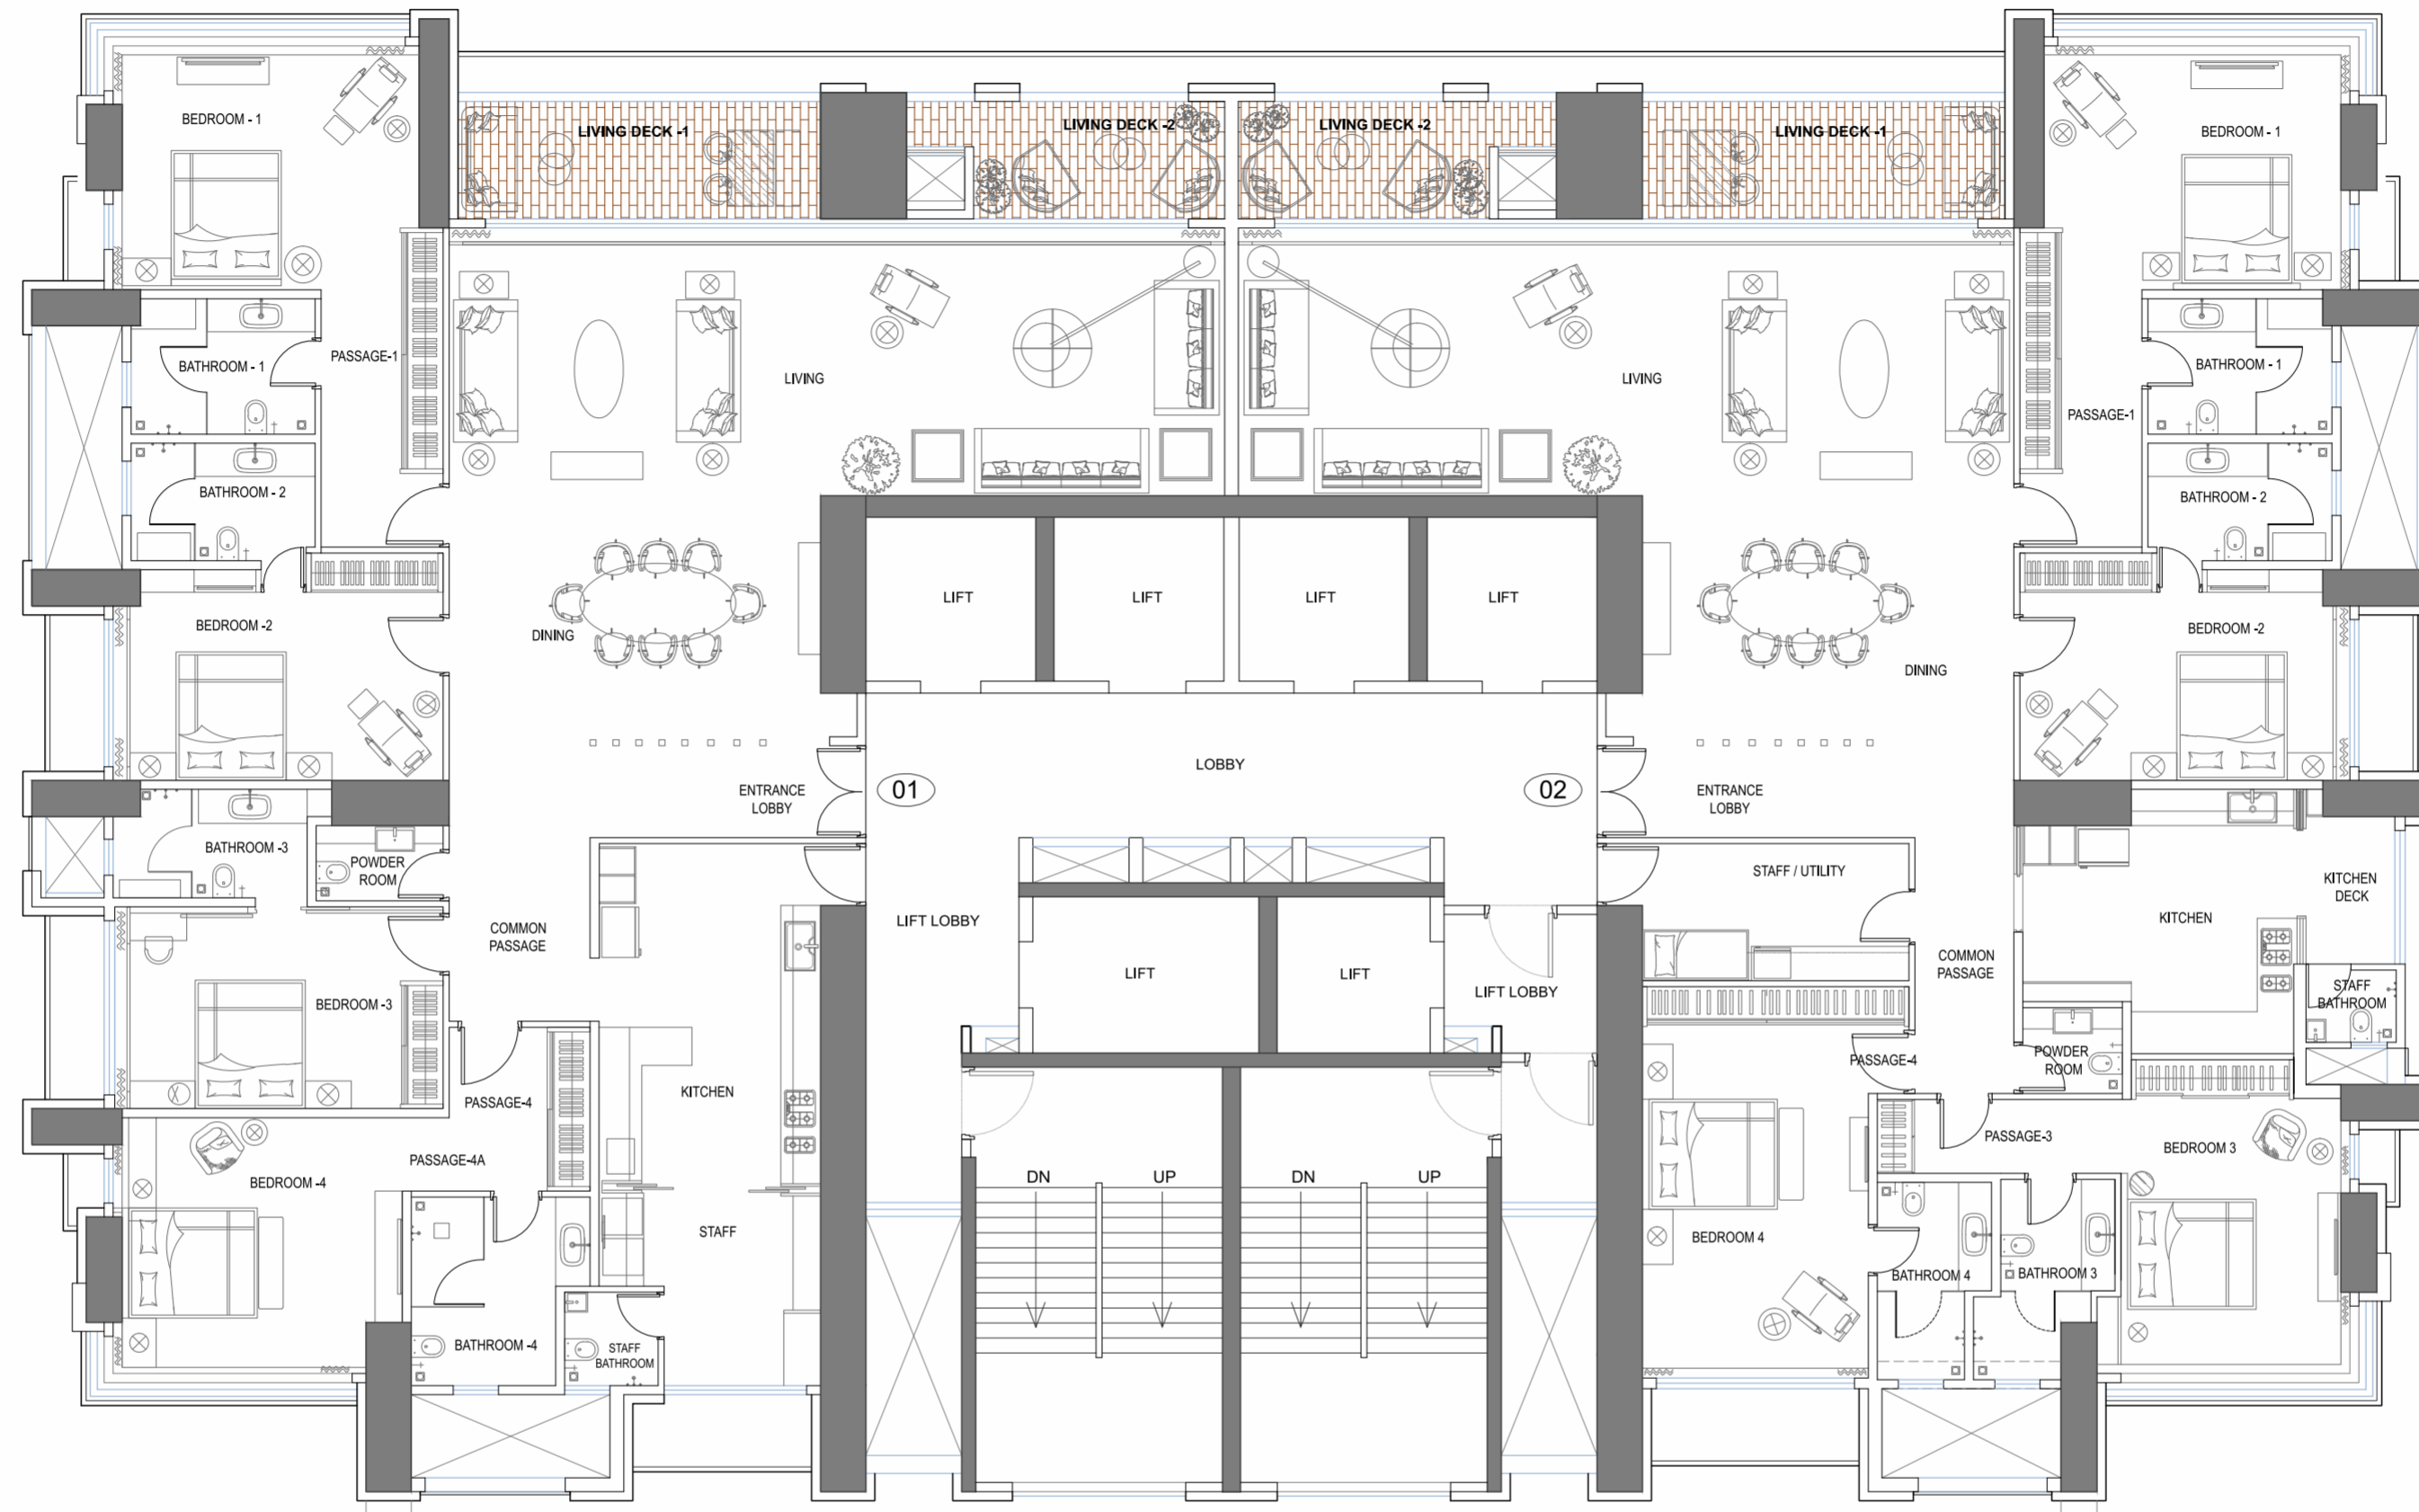 BEDROOM - 1
LIVING DECK -1
LIVING DECK -2
LIVING DECK -2
LIVING DECK -1
BEDROOM - 1
BATHROOM - 1
PASSAGE-1
LIVING
LIVING
PASSAGE-1
BATHROOM - 1
BATHROOM - 2
BATHROOM - 2
BEDROOM -2
DINING
LIFT
LIFT
LIFT
LIFT
DINING
BEDROOM -2
ENTRANCE
LOBBY
01
LOBBY
02
ENTRANCE
LOBBY
BATHROOM -3
POWDER
ROOM
COMMON
PASSAGE
LIFT LOBBY
LIFT
LIFT
LIFT LOBBY
STAFF / UTILITY
COMMON
PASSAGE
KITCHEN
KITCHEN
DECK
STAFF
BATHROOM
BEDROOM -3
PASSAGE-4
KITCHEN
PASSAGE-4
POWDER
ROOM
PASSAGE-3
BEDROOM 3
PASSAGE-4A
BEDROOM -4
STAFF
DN
UP
DN
UP
BEDROOM 4
BATHROOM 4
BATHROOM 3
BATHROOM -4
STAFF
BATHROOM